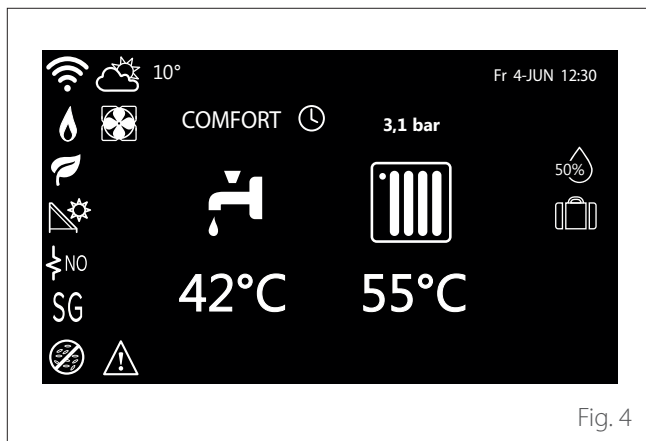 10°
Fr 4-JUN 12:30
COMFORT
3,1 bar
50%
NO
42°C
55°C
SG
Fig. 4